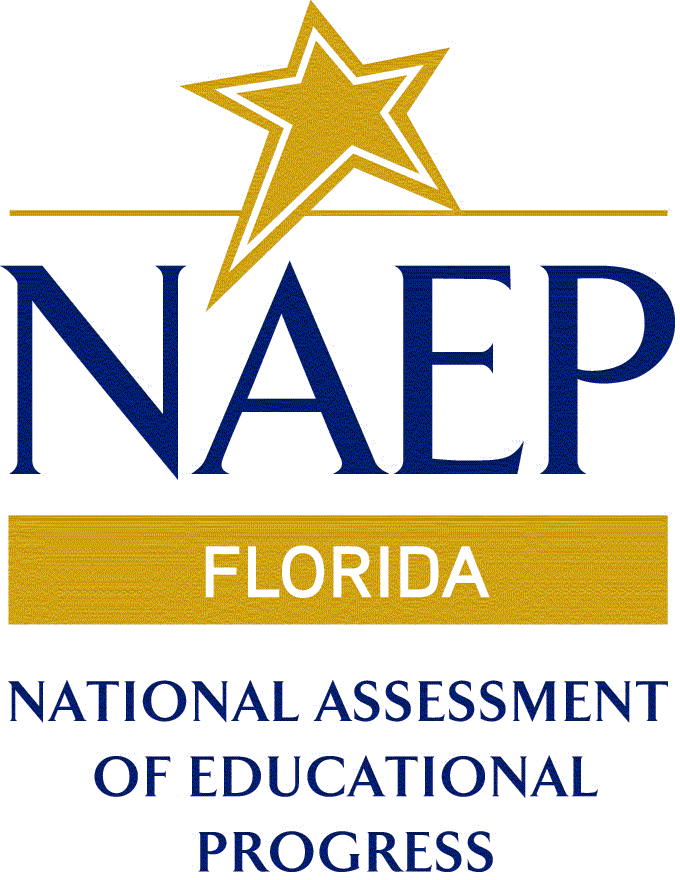 NAEP
FLORIDA
NATIONAL ASSESSMENT
OF EDUCATIONAL
PROGRESS